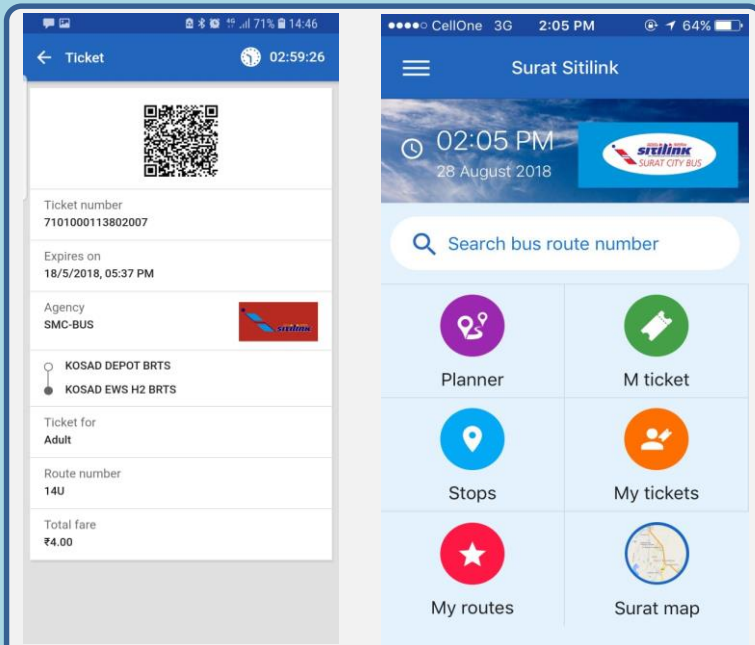 71% 14:46
Ticket
02:59:26
Ticket number
7101000113802007
Expires on
18/5/2018, 05:37 PM
Agency
SMC-BUS
sitilink
KOSAD DEPOT BRTS
KOSAD EWS H2 BRTS
Ticket for
Adult
Route number
14U
Total fare
₹4.00
CellOne 3G 2:05 PM 64%
Surat Sitilink
02:05 PM
28 August 2018
sitilink
SURAT CITY BUS
Search bus route number
Planner
M ticket
Stops
My tickets
My routes
Surat map